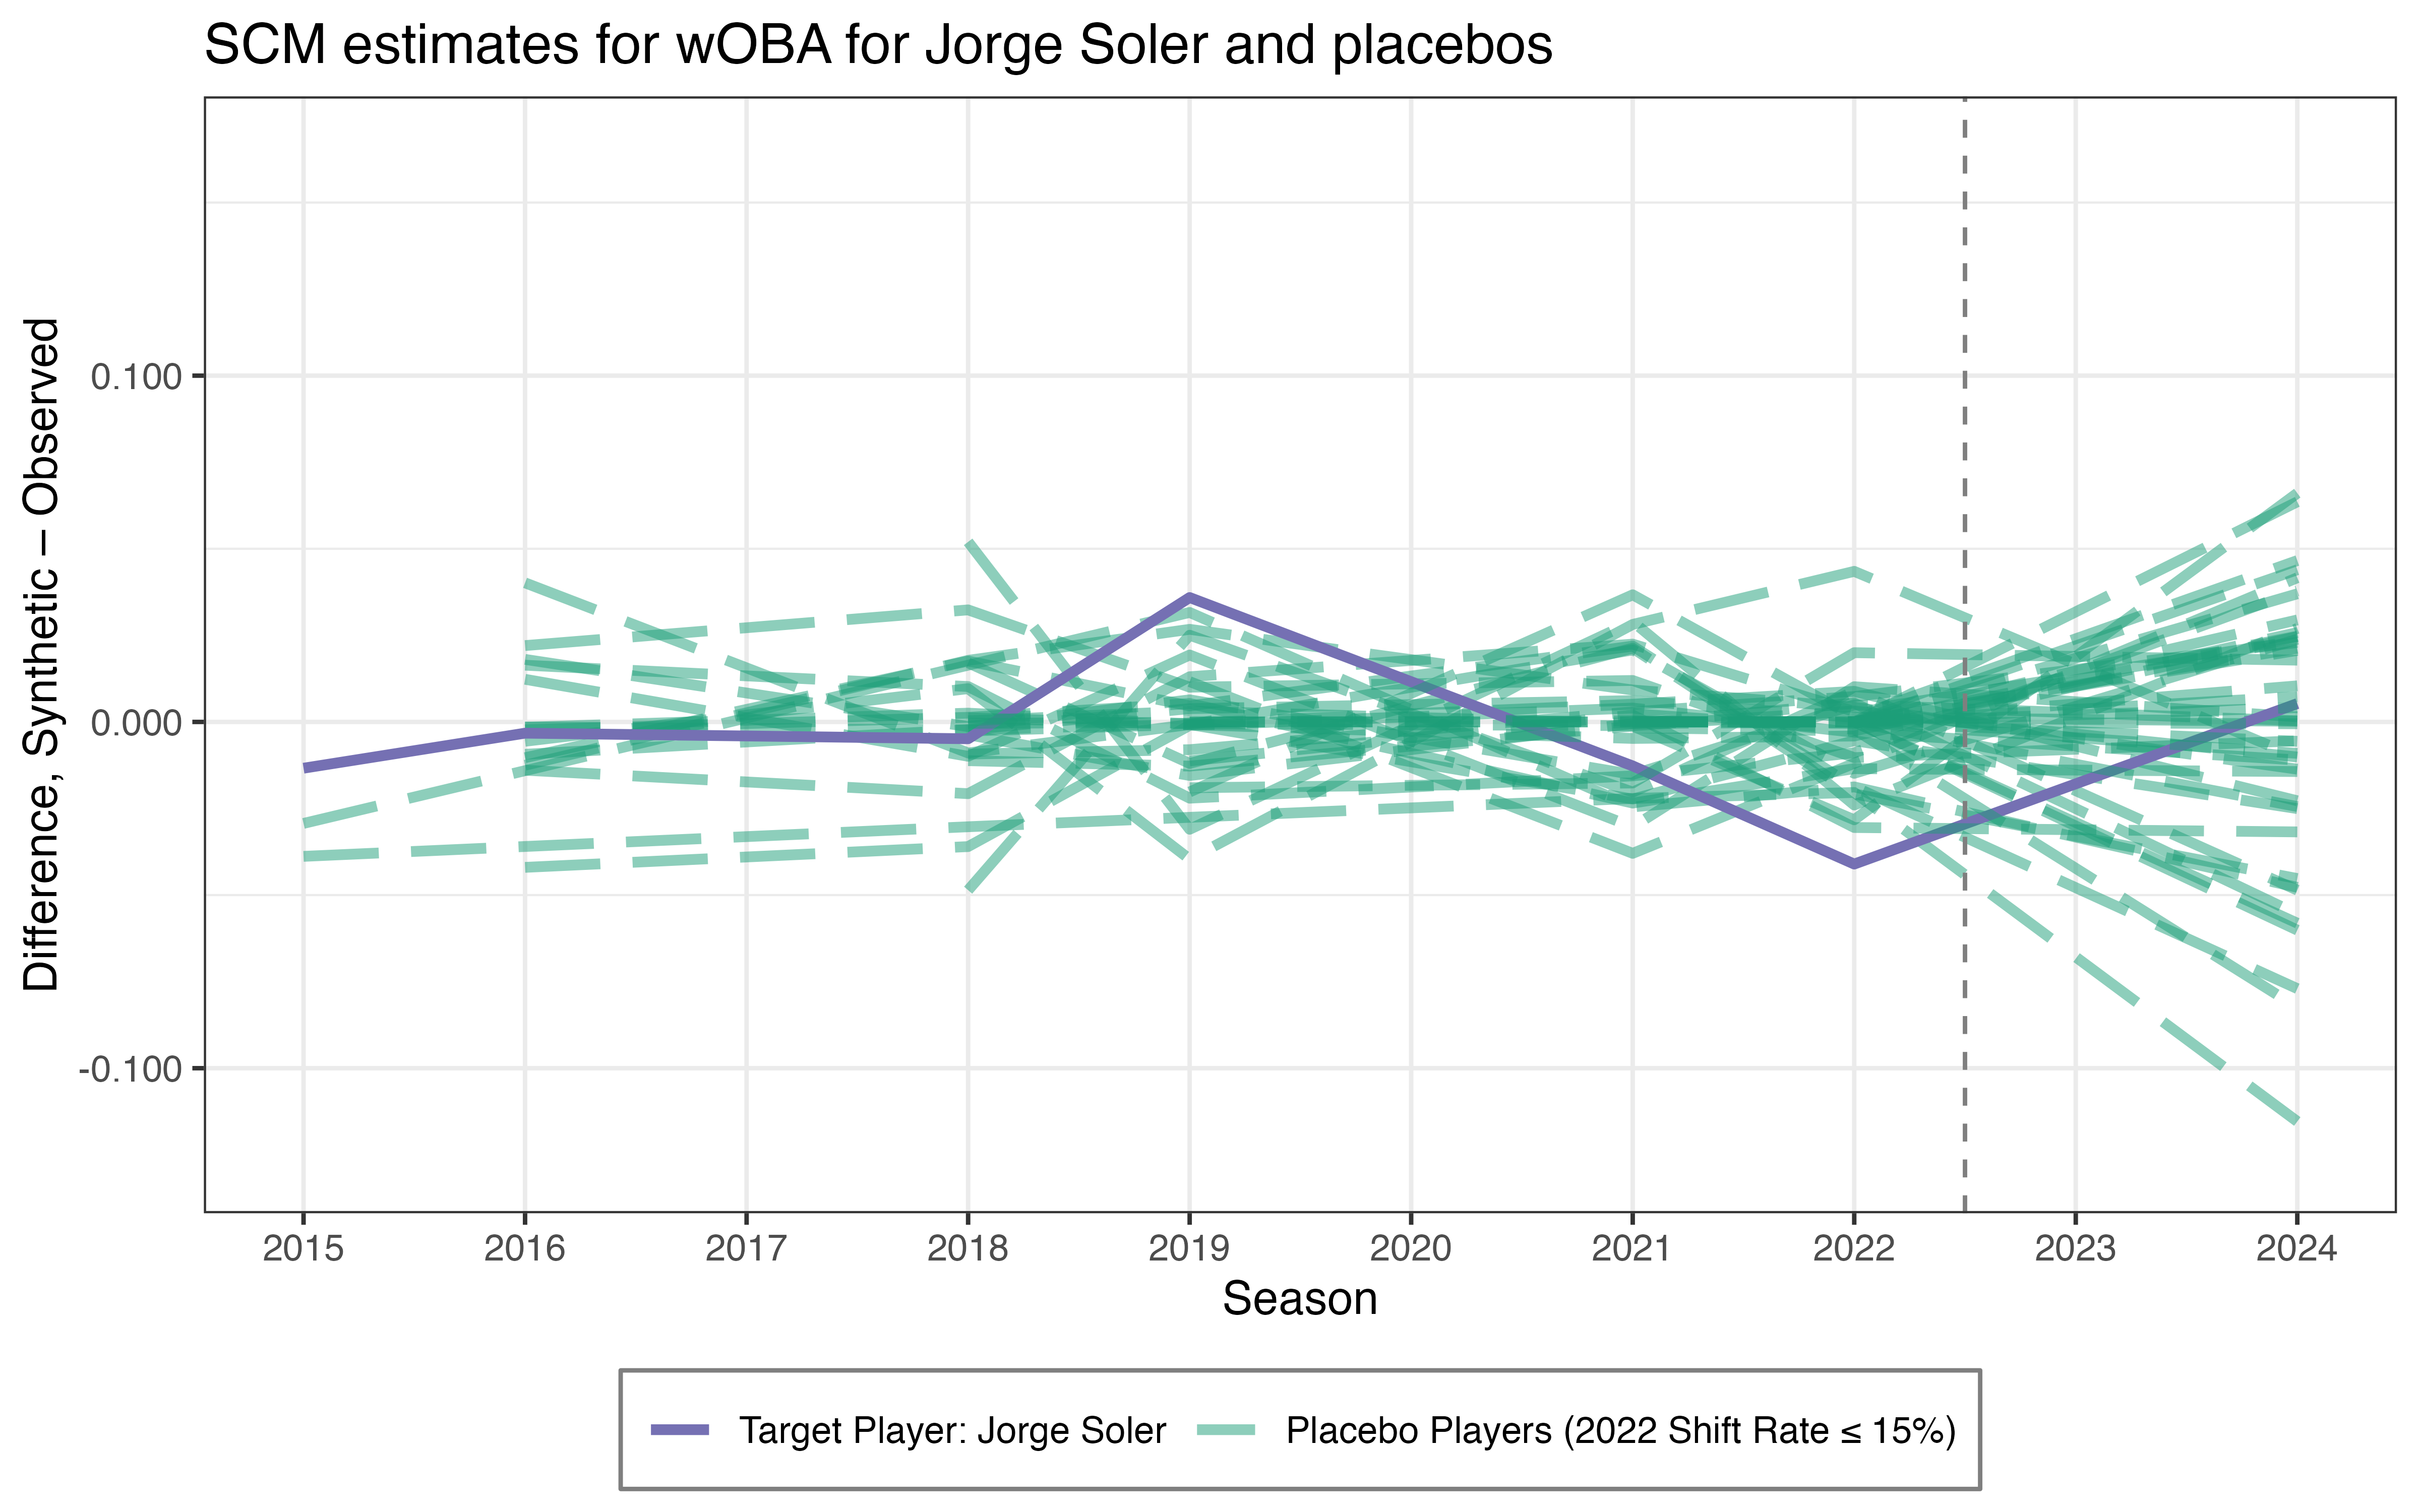 SCM estimates for wOBA for Jorge Soler and placebos
Difference, Synthetic − Observed
0.100
0.000
-0.100
2015 2016 2017 2018 2019 2020 2021 2022 2023 2024
Season
Target Player: Jorge Soler Placebo Players (2022 Shift Rate ≤ 15%)